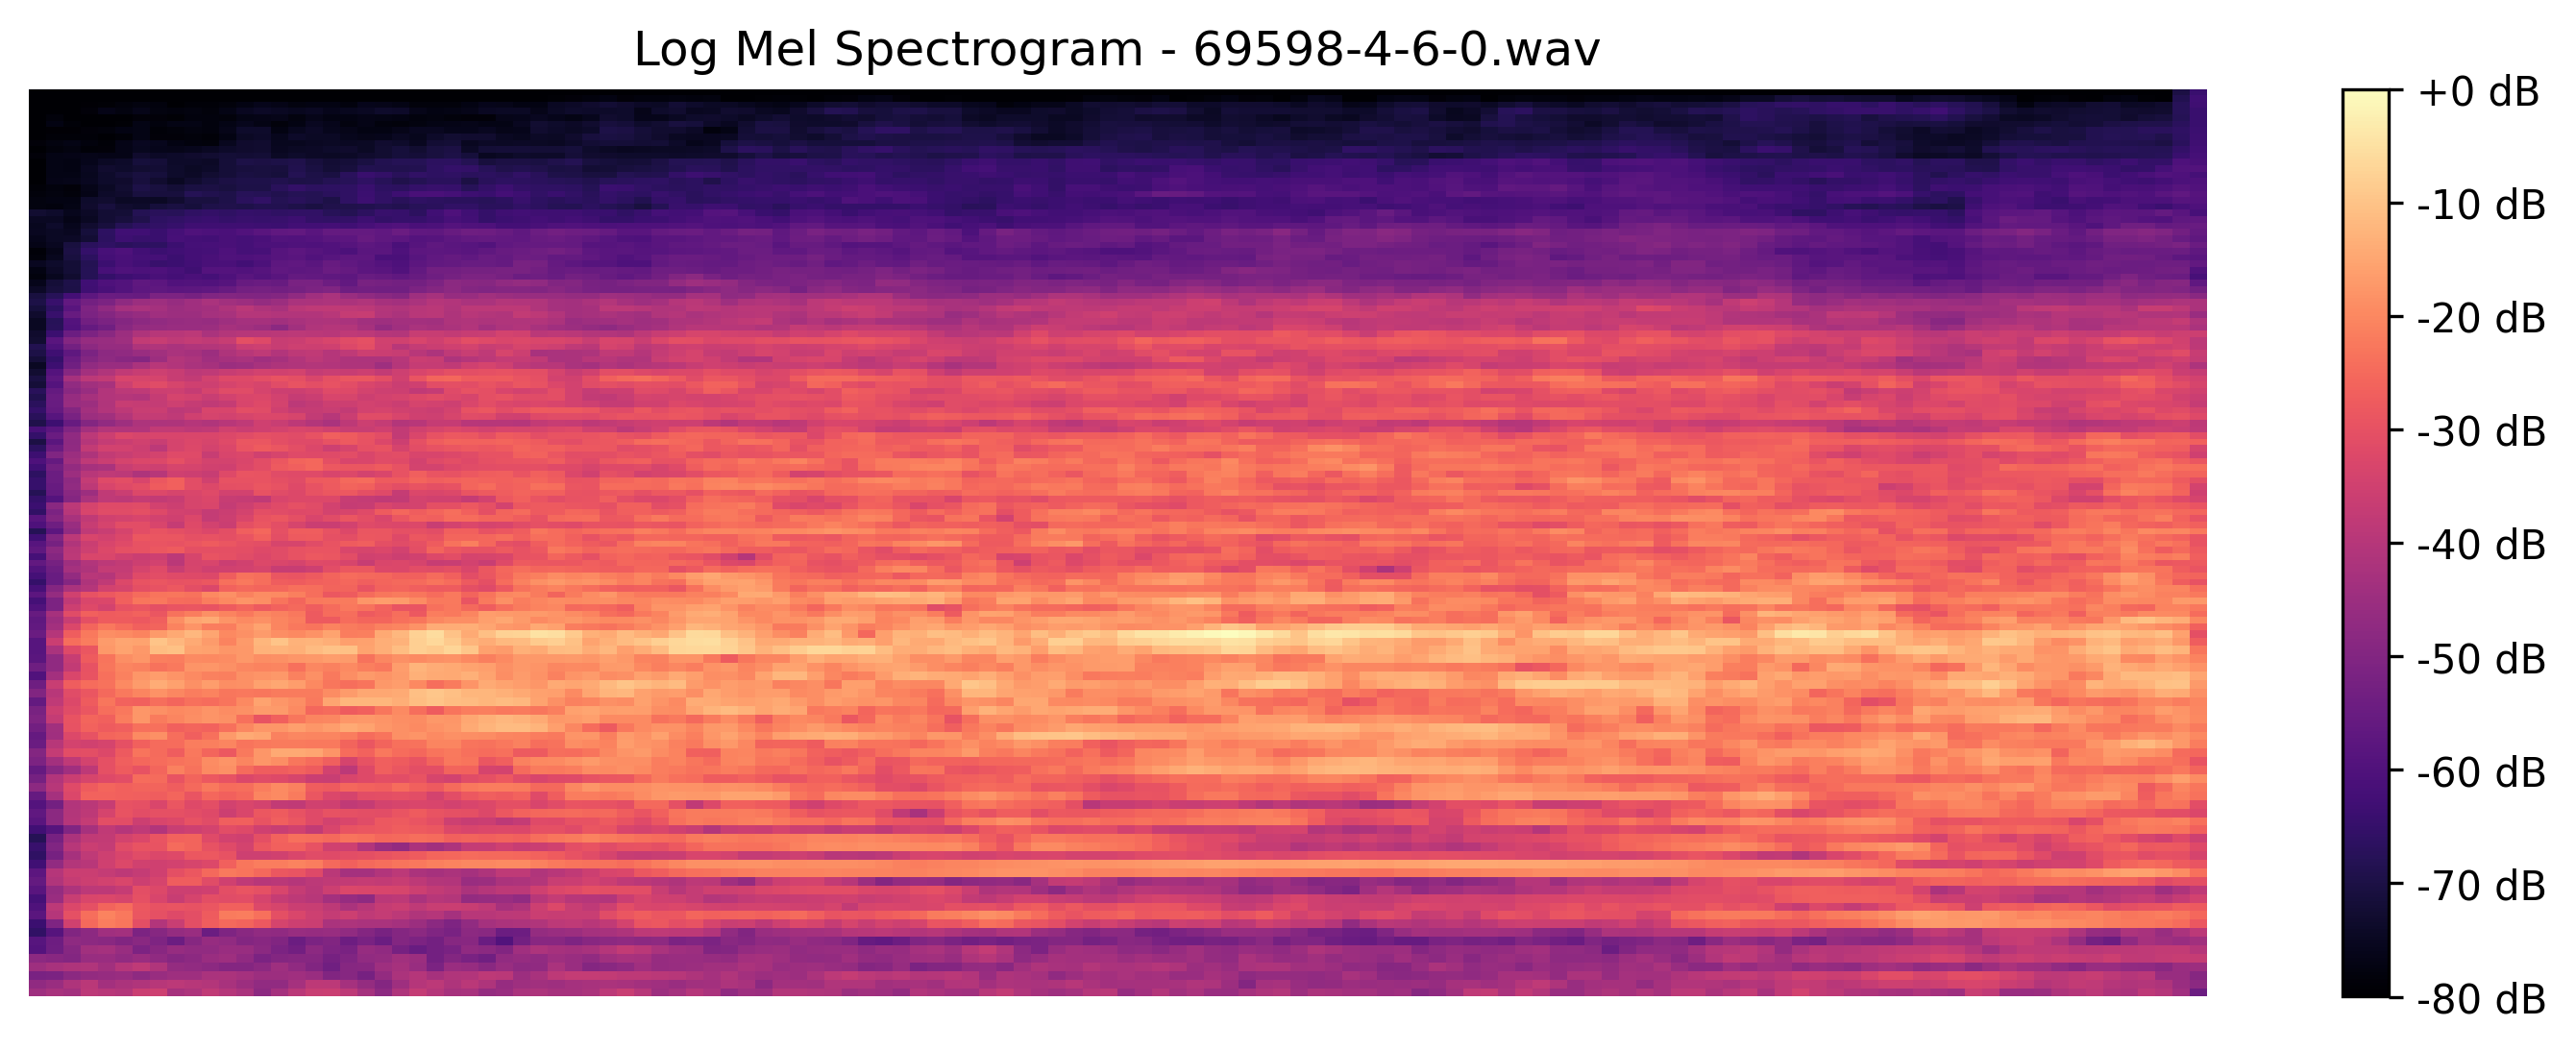 Log Mel Spectrogram - 69598-4-6-0.wav
+0 dB
-10 dB
-20 dB
-30 dB
-40 dB
-50 dB
-60 dB
-70 dB
-80 dB